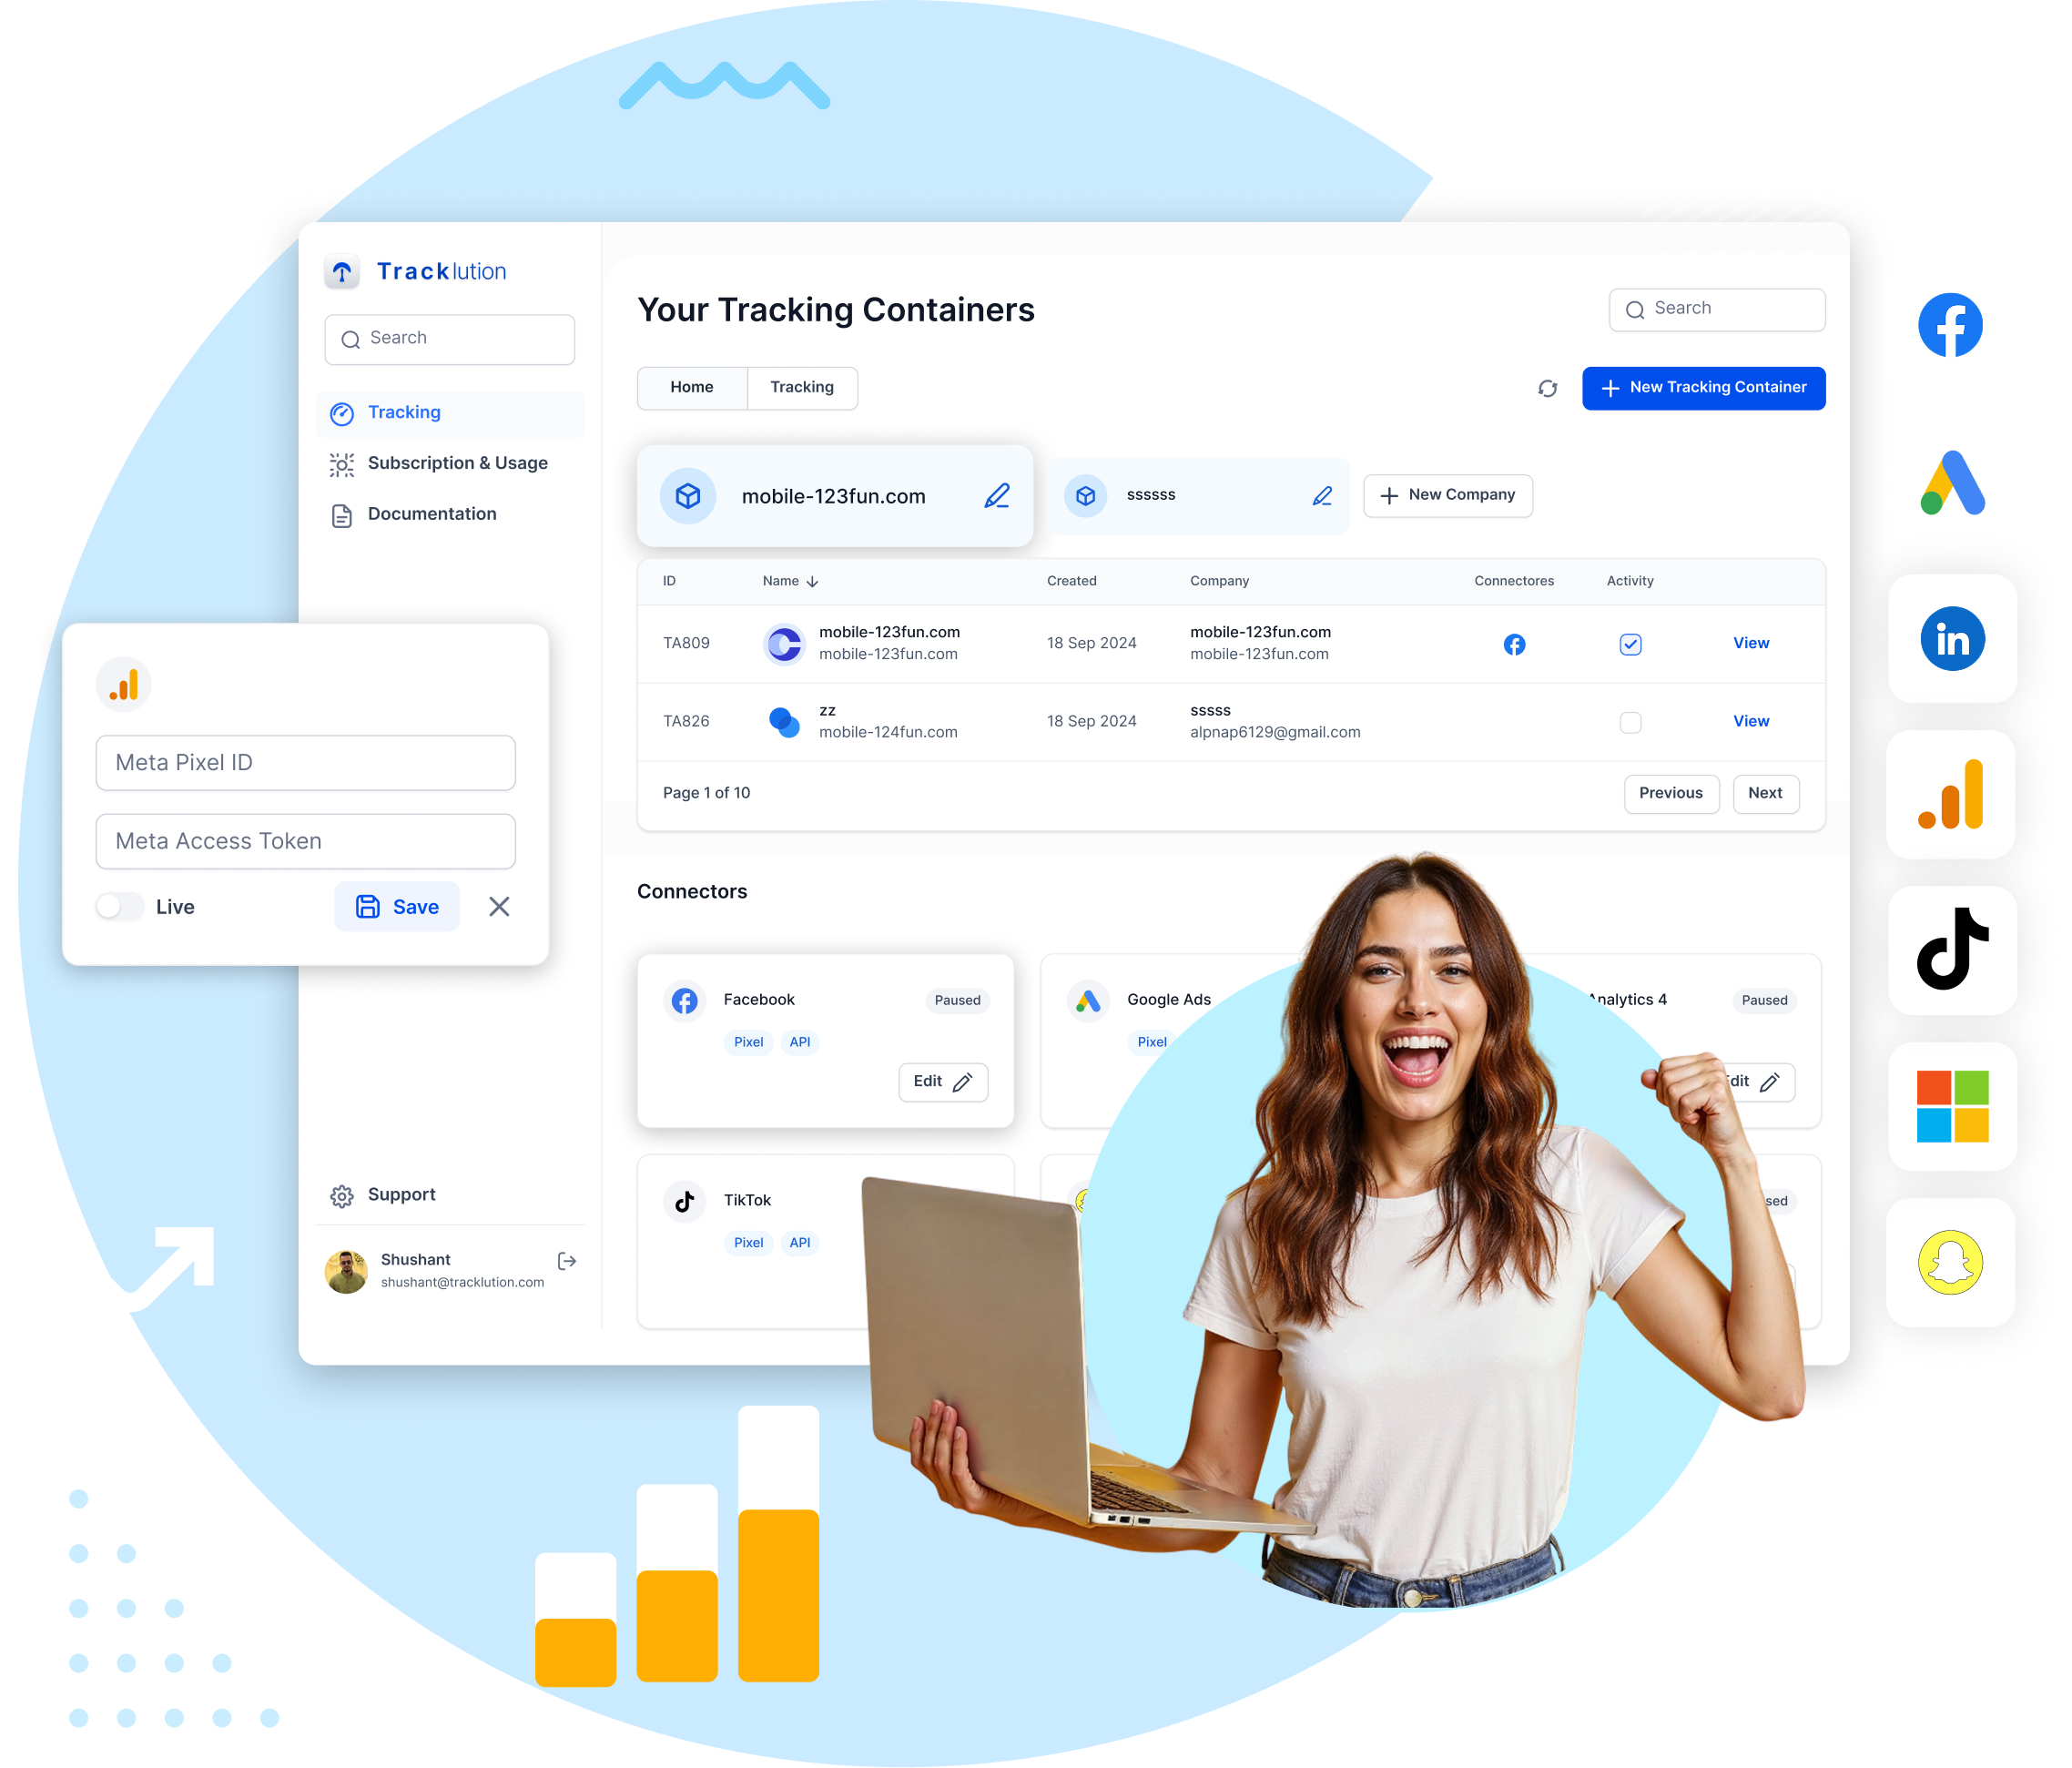 Tracklution
Search
Tracking
Subscription & Usage
Documentation
Your Tracking Containers
Search
Home
Tracking
New Tracking Container
mobile-123fun.com
ssssss
New Company
ID Name Created Company Connectores Activity
TA809 mobile-123fun.com 18 Sep 2024 mobile-123fun.com View
mobile-123fun.com mobile-123fun.com
TA826 zz 18 Sep 2024 sssss View
mobile-124fun.com alpnap6129@gmail.com
Page 1 of 10 Previous Next
Meta Pixel ID
Meta Access Token
Live Save
Connectors
Facebook Paused
Pixel API
Edit
Google Ads
Pixel
Analytics 4 Paused
TikTok
Pixel API
Support
Shushant
shushant@tracklution.com
in